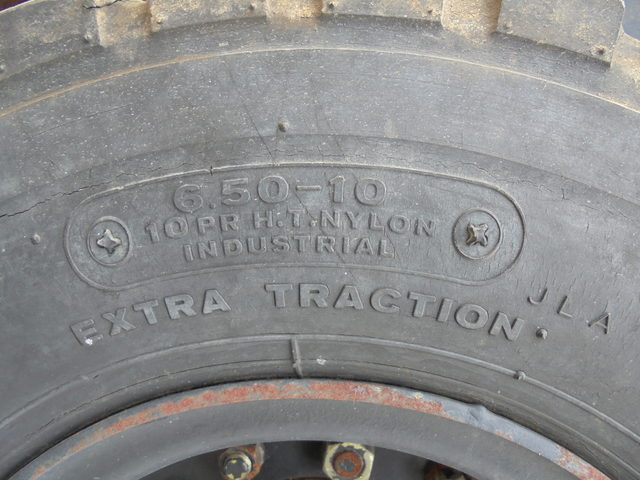 6.50-10
10 PR H.T. NYLON
INDUSTRIAL
EXTRA TRACTION.
JLA